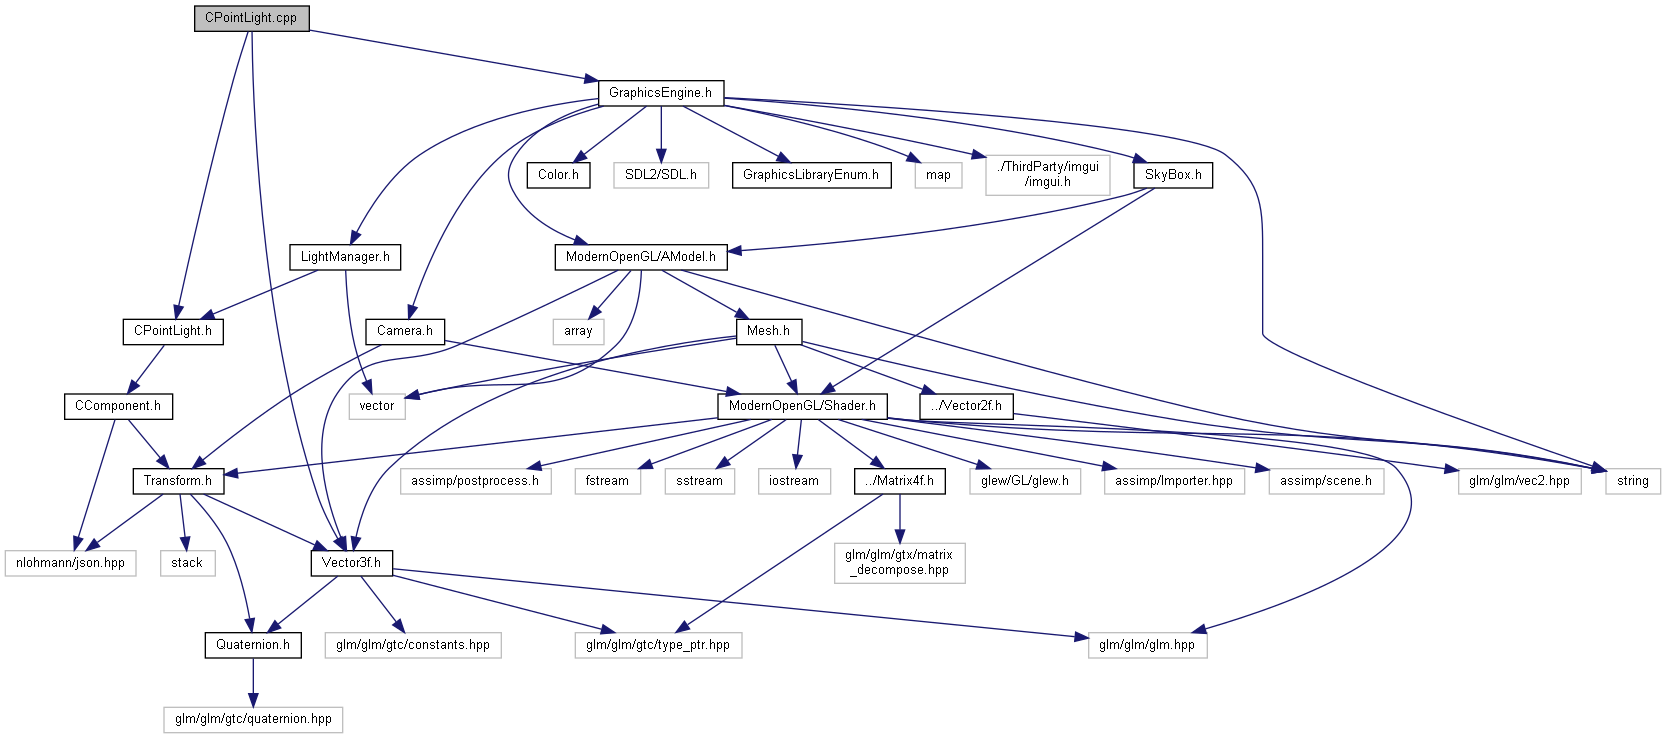 CPointLight.cpp
GraphicsEngine.h
Color.h
SDL2/SDL.h
GraphicsLibraryEnum.h
map
./ThirdParty/imgui
/imgui.h
SkyBox.h
LightManager.h
ModernOpenGL/AModel.h
CPointLight.h
Camera.h
array
Mesh.h
CComponent.h
vector
ModernOpenGL/Shader.h
../Vector2f.h
Transform.h
assimp/postprocess.h
fstream
sstream
iostream
../Matrix4f.h
glew/GL/glew.h
assimp/Importer.hpp
assimp/scene.h
glm/glm/vec2.hpp
string
nlohmann/json.hpp
stack
Vector3f.h
glm/glm/gtx/matrix
_decompose.hpp
Quaternion.h
glm/glm/gtc/constants.hpp
glm/glm/gtc/type_ptr.hpp
glm/glm/glm.hpp
glm/glm/gtc/quaternion.hpp